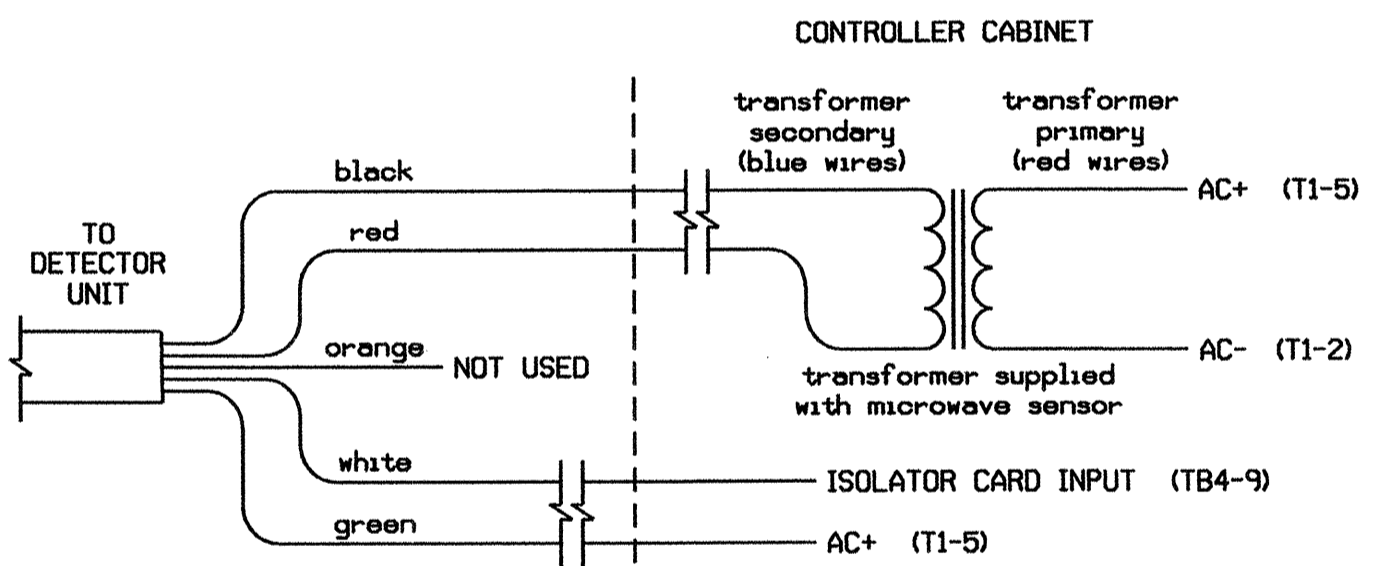 CONTROLLER CABINET
transformer
secondary
(blue wires)
transformer
primary
(red wires)
black
AC+ (T1-5)
red
TO
DETECTOR
UNIT
orange
NOT USED
AC- (T1-2)
transformer supplied
with microwave sensor
white
ISOLATOR CARD INPUT (TB4-9)
green
AC+ (T1-5)